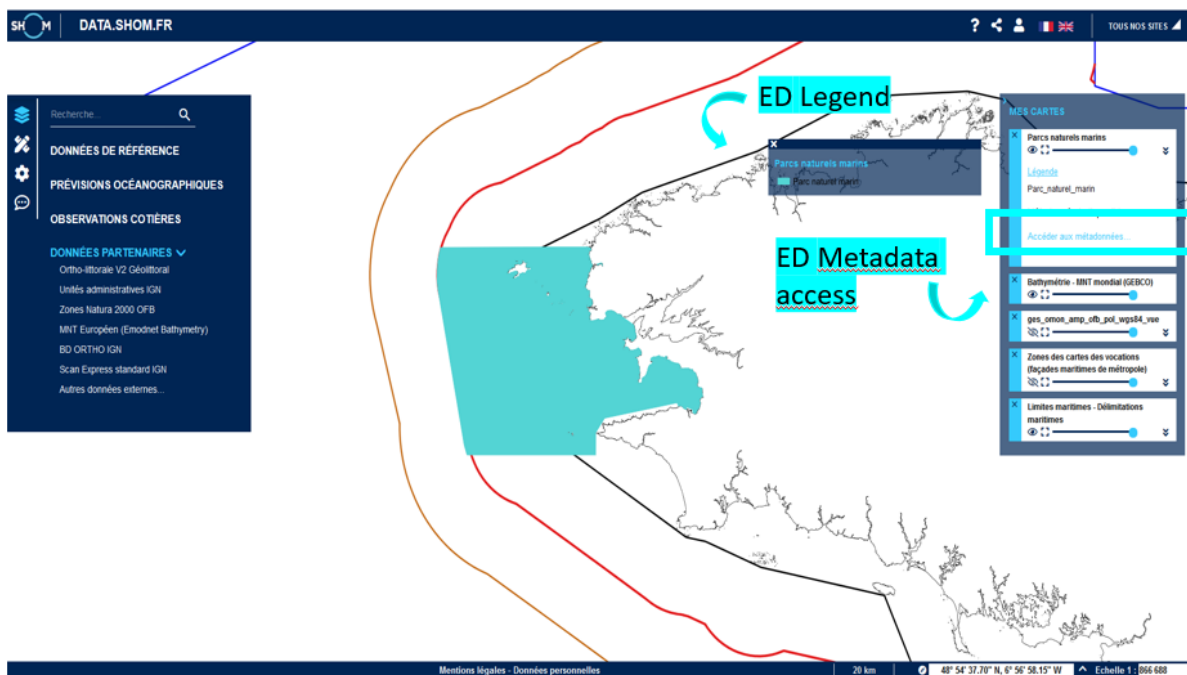 SHOM
DATA.SHOM.FR
?
TOUS NOS SITES
Recherche...
DONNÉES DE RÉFÉRENCE
PRÉVISIONS OCÉANOGRAPHIQUES
OBSERVATIONS COTIÈRES
DONNÉES PARTENAIRES
Ortho-littorale V2 Géolittoral
Unités administratives IGN
Zones Natura 2000 OFB
MNT Européen (Emodnet Bathymetry)
BD ORTHO IGN
Scan Express standard IGN
Autres données externes...
ED Legend
Parcs naturels marins
Parc naturel marin
ED Metadata
access
MES CARTES
Parcs naturels marins
Légende
Parc_naturel_marin
Accéder aux métadonnées...
Bathymétrie - MNT mondial (GEBCO)
ges_omon_amp_ofb_pol_wgs84_vue
Zones des cartes des vocations
(façades maritimes de métropole)
Limites maritimes - Délimitations
maritimes
Mentions légales - Données personnelles
20 km
48° 54' 37.70" N, 6° 56' 58.15" W
Echelle 1 : 866 688